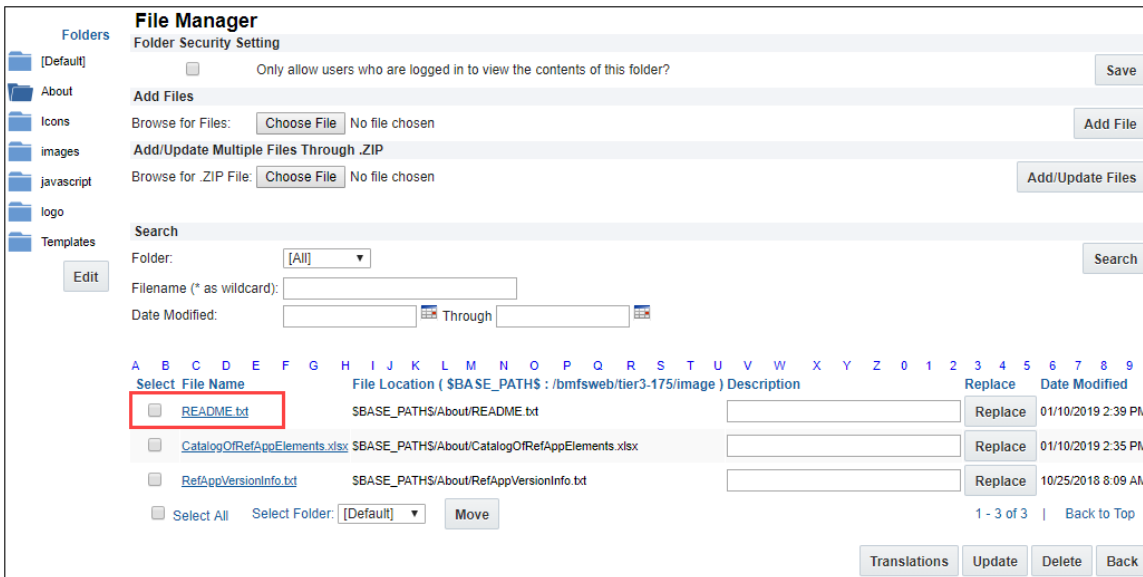 File Manager
Folders
Folder Security Setting
[Default]
Only allow users who are logged in to view the contents of this folder?
Save
About
Add Files
Icons
Browse for Files: Choose File No file chosen
Add File
images
Add/Update Multiple Files Through .ZIP
javascript
Browse for .ZIP File: Choose File No file chosen
Add/Update Files
logo
Templates
Edit
Search
Folder: [All]
Search
Filename (* as wildcard):
Date Modified: Through
A B C D E F G H I J K L M N O P Q R S T U V W X Y Z 0 1 2 3 4 5 6 7 8 9
Select File Name File Location ( $BASE_PATH$ : /bmfsweb/tier3-175/image ) Description Replace Date Modified
README.txt $BASE_PATH$/About/README.txt Replace 01/10/2019 2:39 PM
CatalogOfRefAppElements.xlsx $BASE_PATH$/About/CatalogOfRefAppElements.xlsx Replace 01/10/2019 2:35 PM
RefAppVersionInfo.txt $BASE_PATH$/About/RefAppVersionInfo.txt Replace 10/25/2018 8:09 AM
Select All Select Folder: [Default] Move 1 - 3 of 3 | Back to Top
Translations Update Delete Back